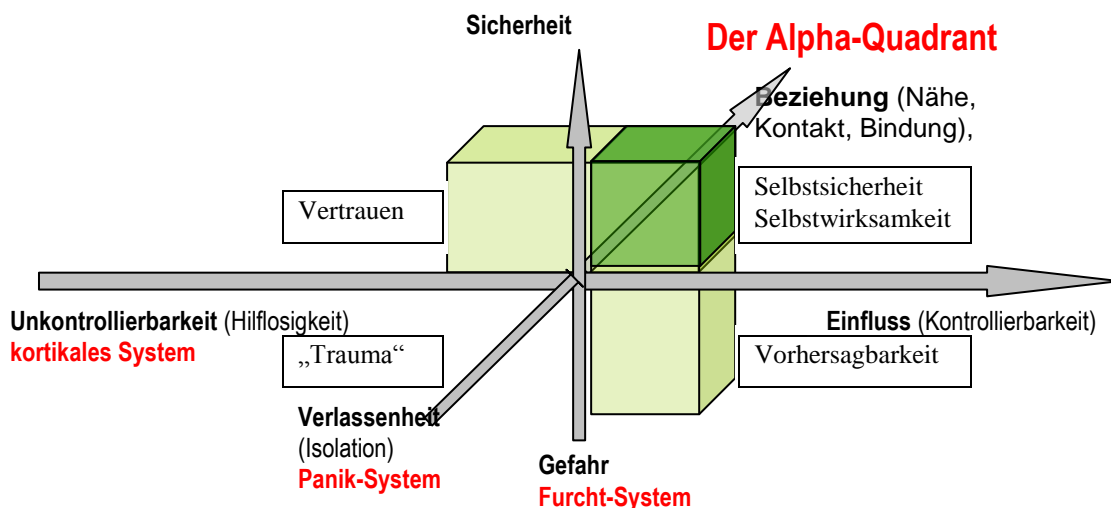 Sicherheit
Der Alpha-Quadrant
Beziehung (Nähe,
Kontakt, Bindung),
Vertrauen
Selbstsicherheit
Selbstwirksamkeit
Unkontrollierbarkeit (Hilflosigkeit)
kortikales System
Einfluss (Kontrollierbarkeit)
„Trauma“
Vorhersagbarkeit
Verlassenheit
(Isolation)
Panik-System
Gefahr
Furcht-System